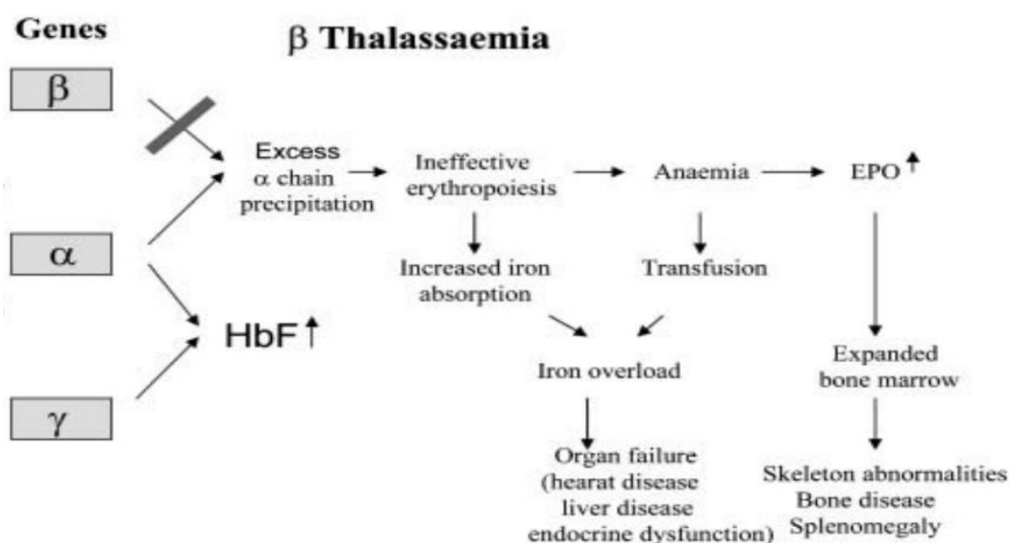 Genes
β Thalassaemia
β
α
γ
Excess
α chain
precipitation
Ineffective
erythropoiesis
Anaemia
EPO ↑
Increased iron
absorption
Transfusion
HbF ↑
Iron overload
Expanded
bone marrow
Organ failure
(hearat disease
liver disease
endocrine dysfunction)
Skeleton abnormalities
Bone disease
Splenomegaly